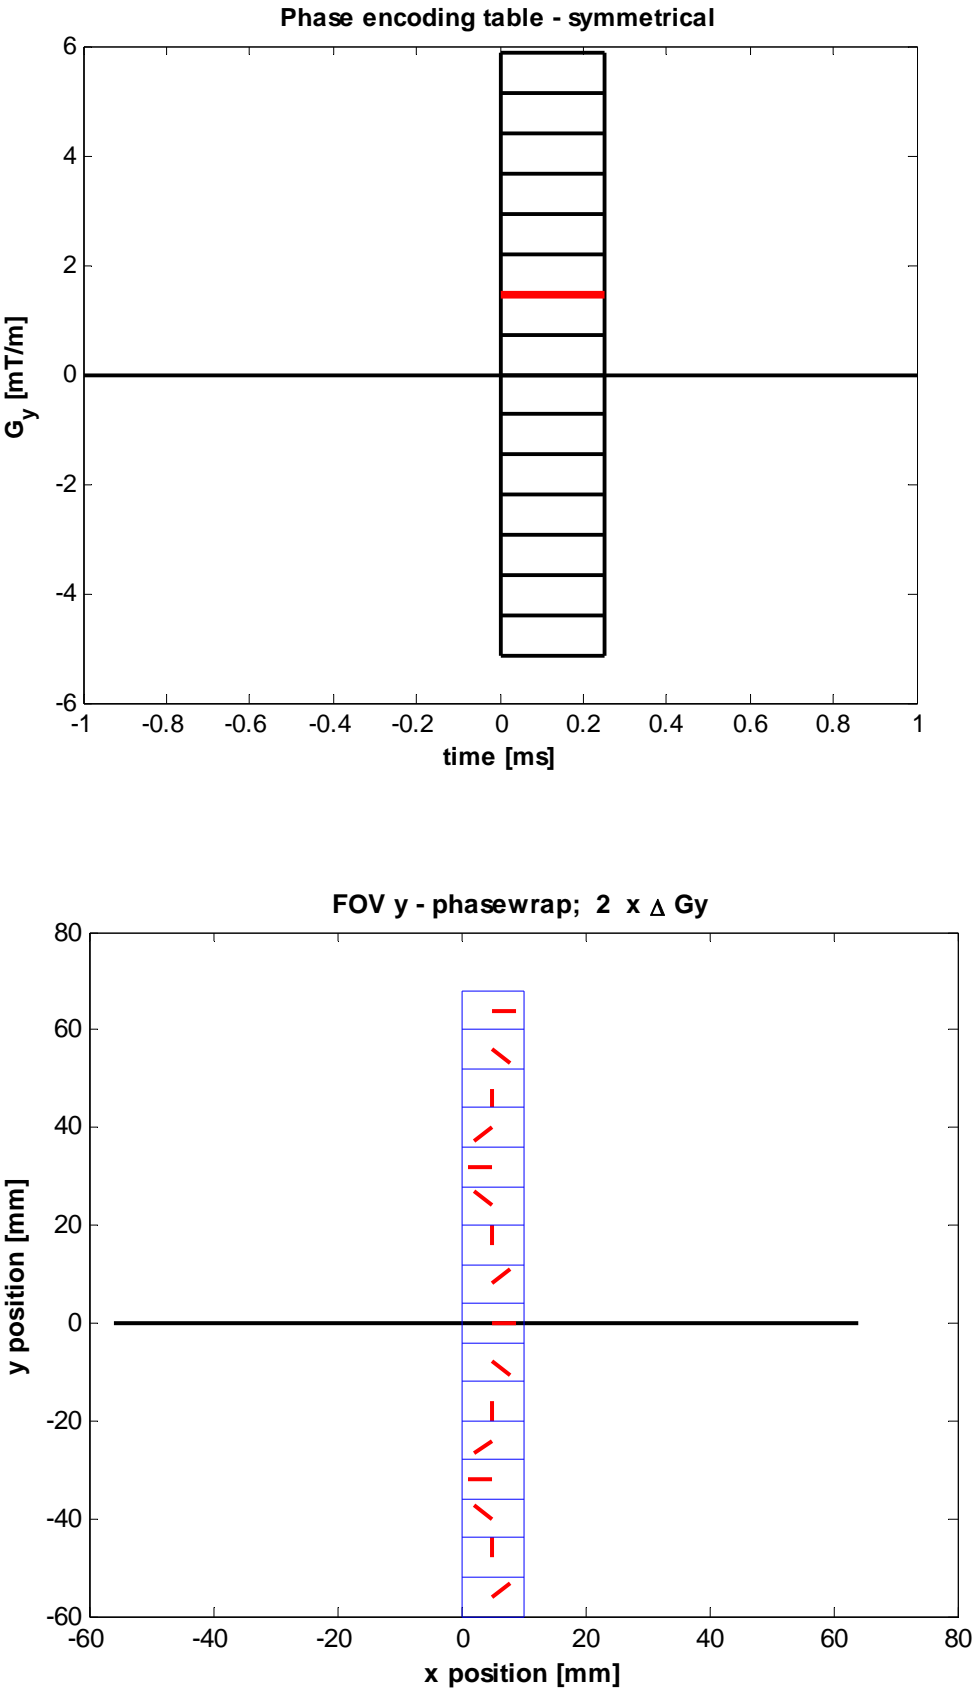 Phase encoding table - symmetrical
6
4
2
0
-2
-4
-6
G_y [mT/m]
-1 -0.8 -0.6 -0.4 -0.2 0 0.2 0.4 0.6 0.8 1
time [ms]
FOV y - phasewrap; 2 x Δ Gy
80
60
40
20
0
-20
-40
-60
y position [mm]
-60 -40 -20 0 20 40 60 80
x position [mm]